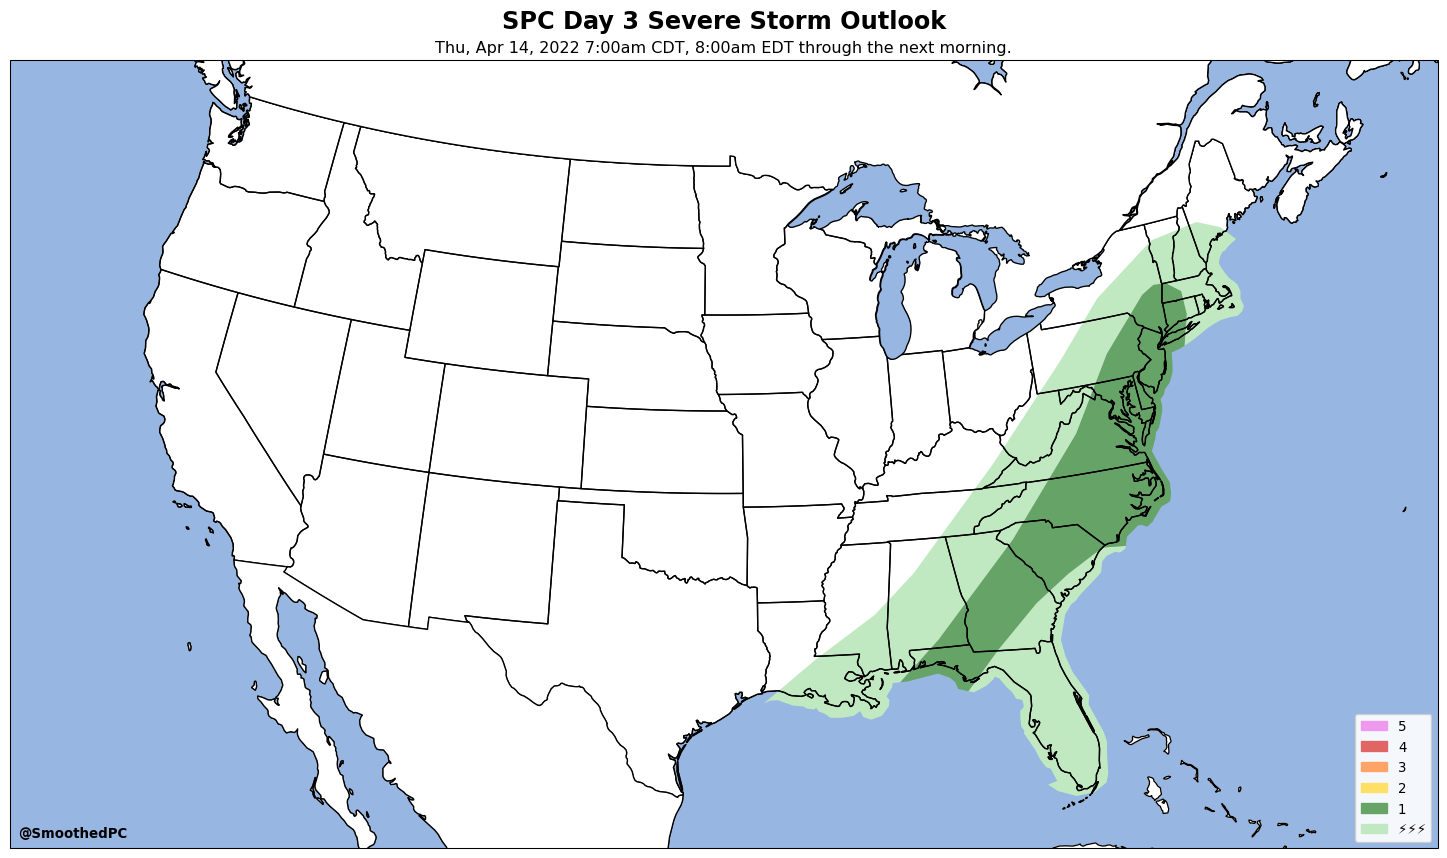 SPC Day 3 Severe Storm Outlook
Thu, Apr 14, 2022 7:00am CDT, 8:00am EDT through the next morning.
5
4
3
2
1
⚡⚡⚡
@SmoothedPC